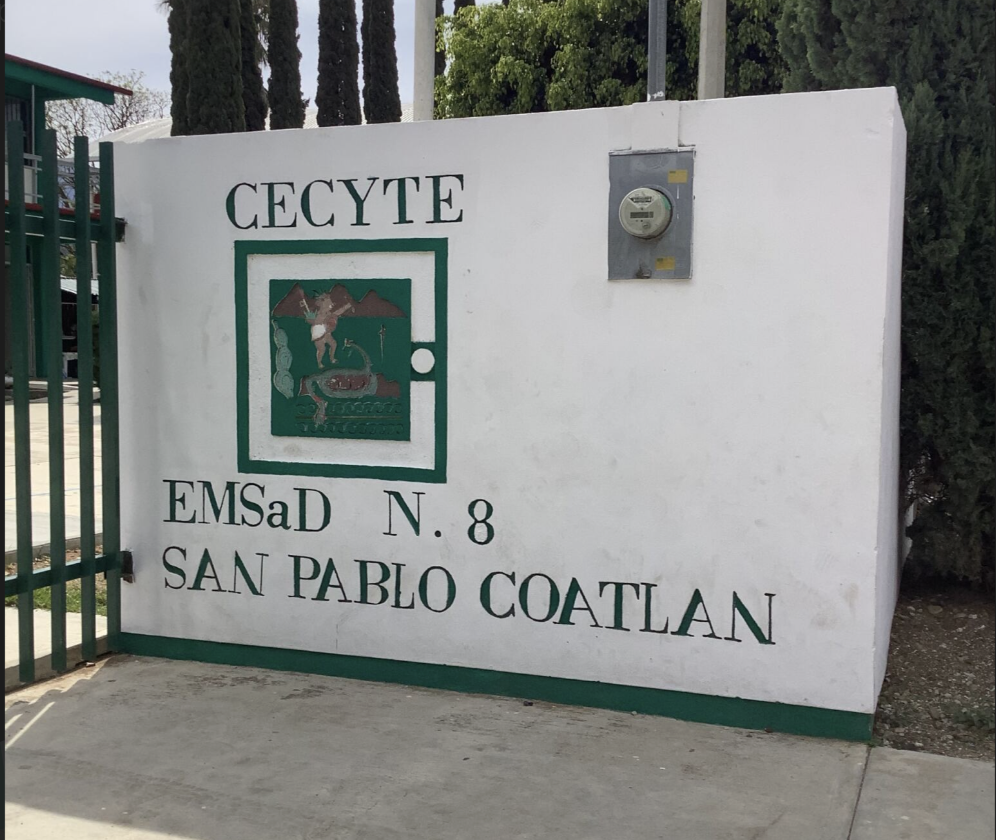 CECYTE
EMSaD N. 8
SAN PABLO COATLAN